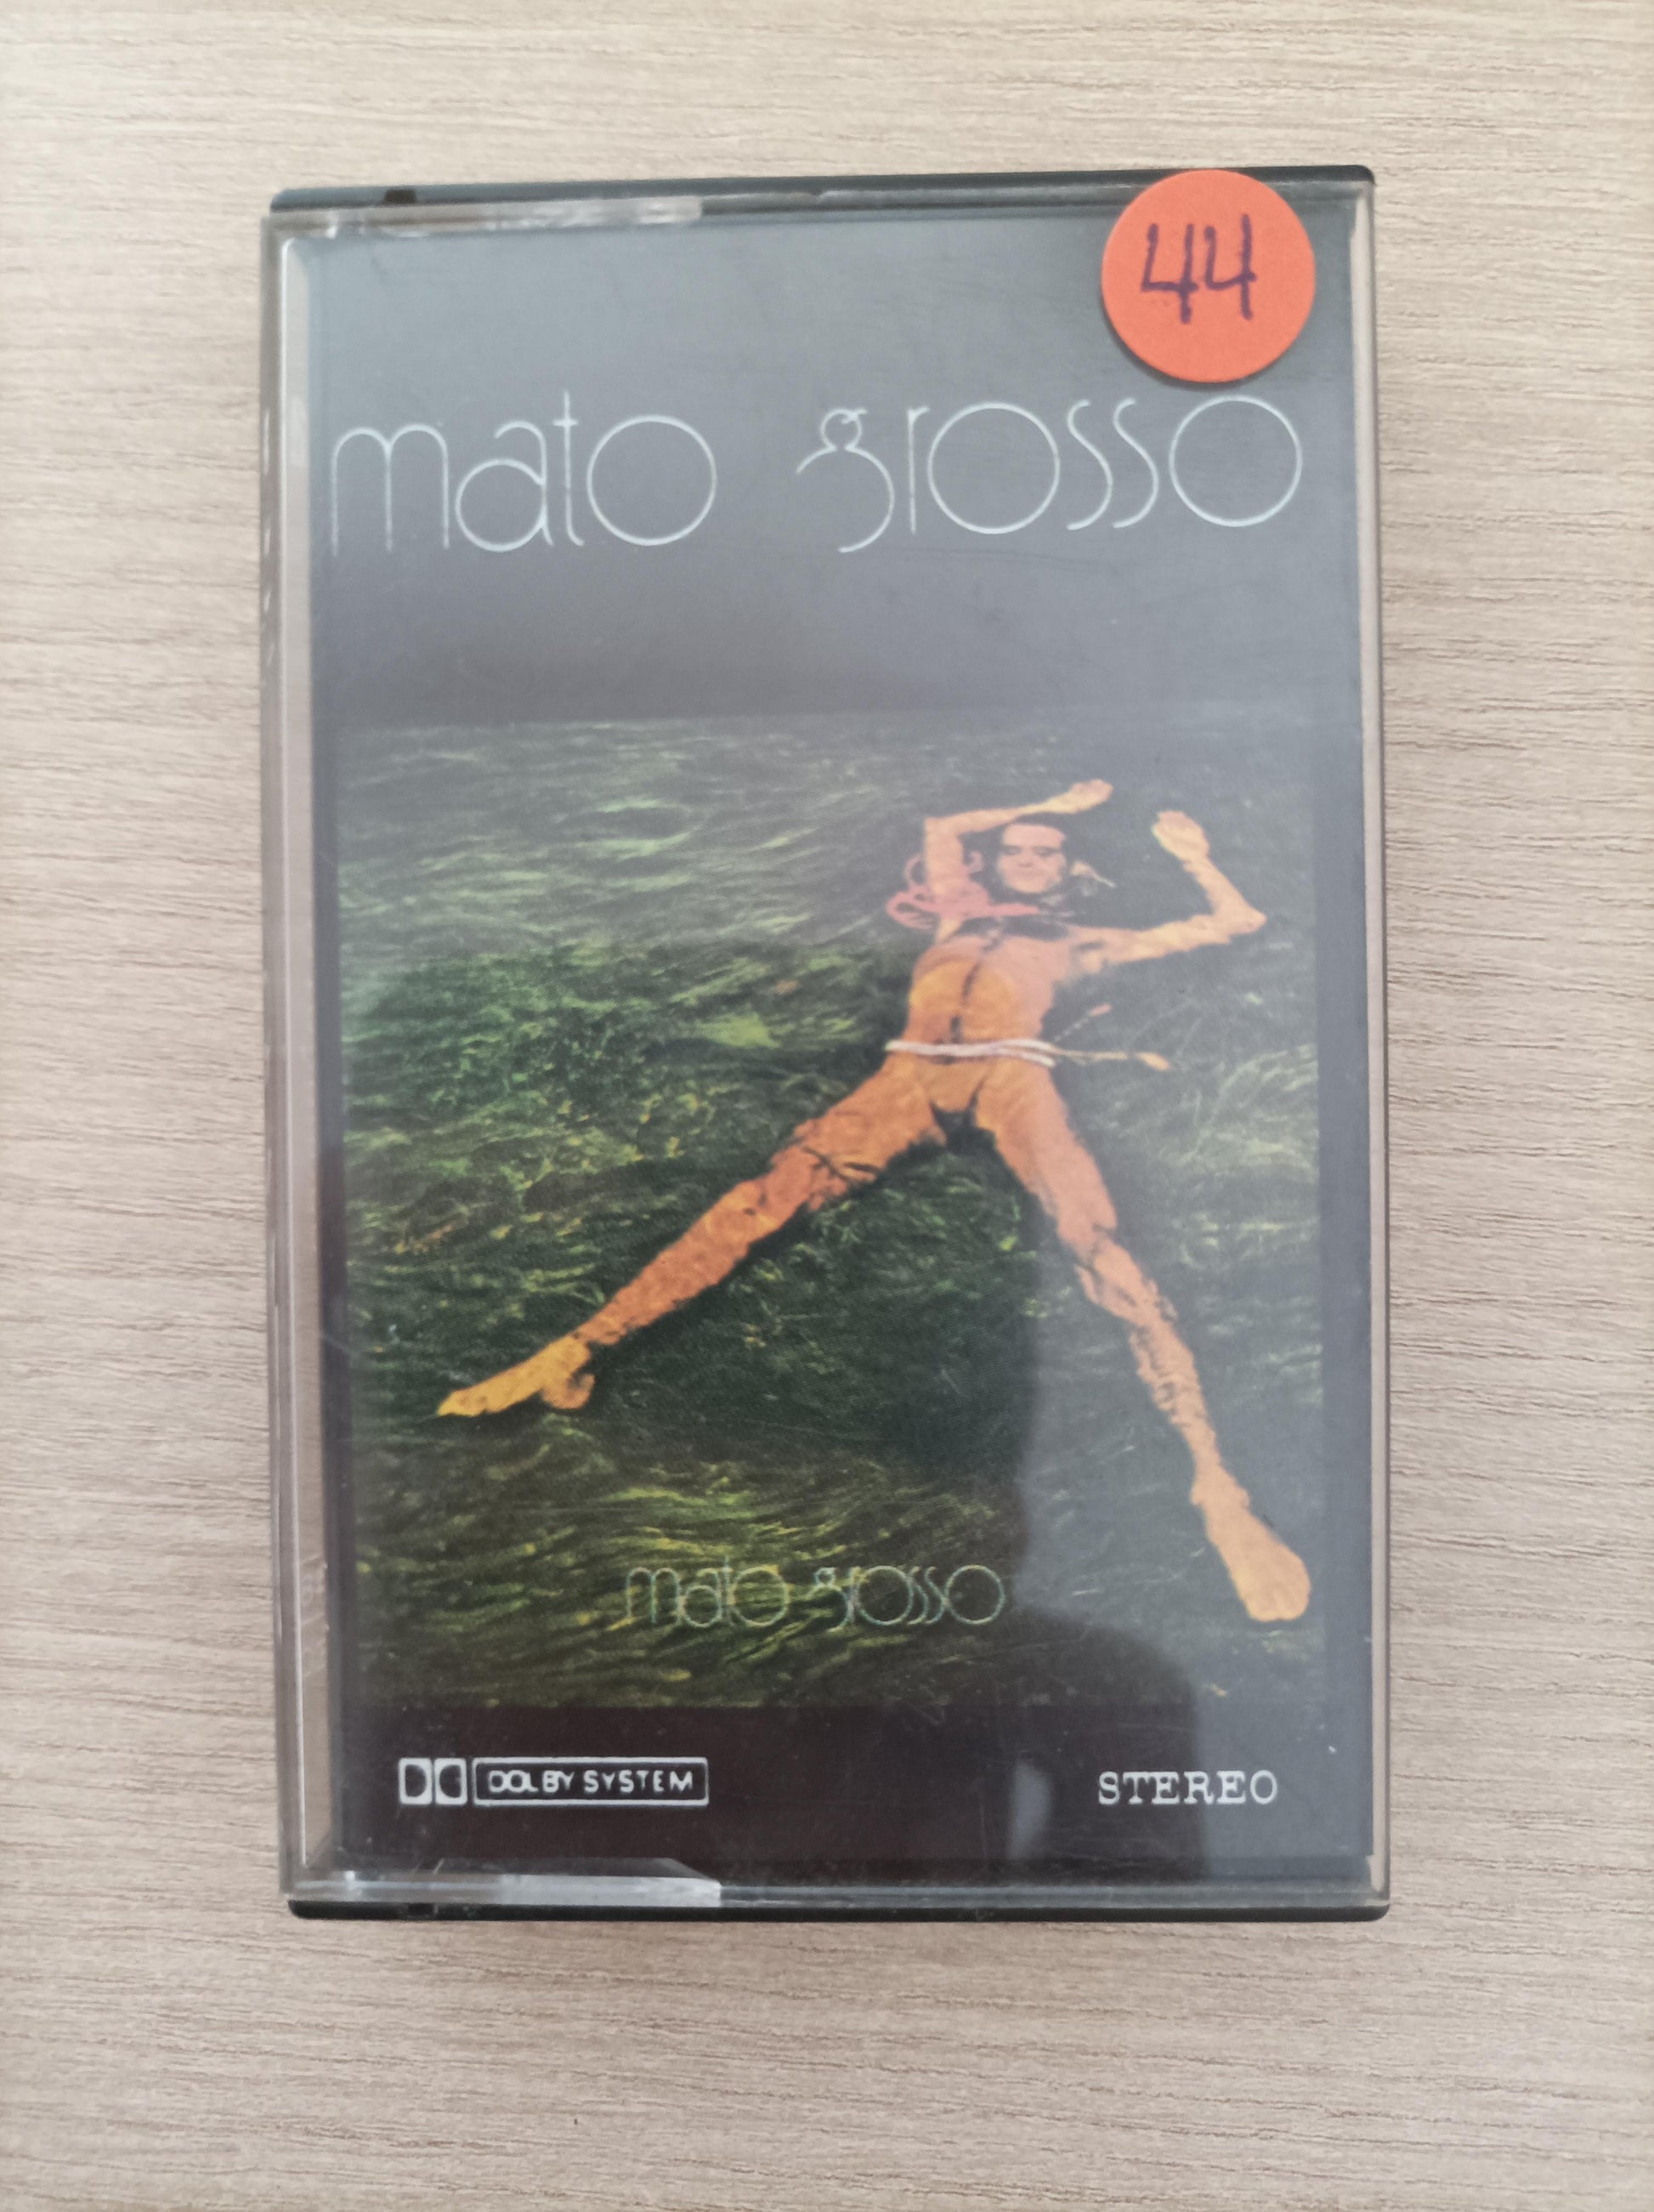 44
mato grosso
mato grosso
DOLBY SYSTEM
STEREO